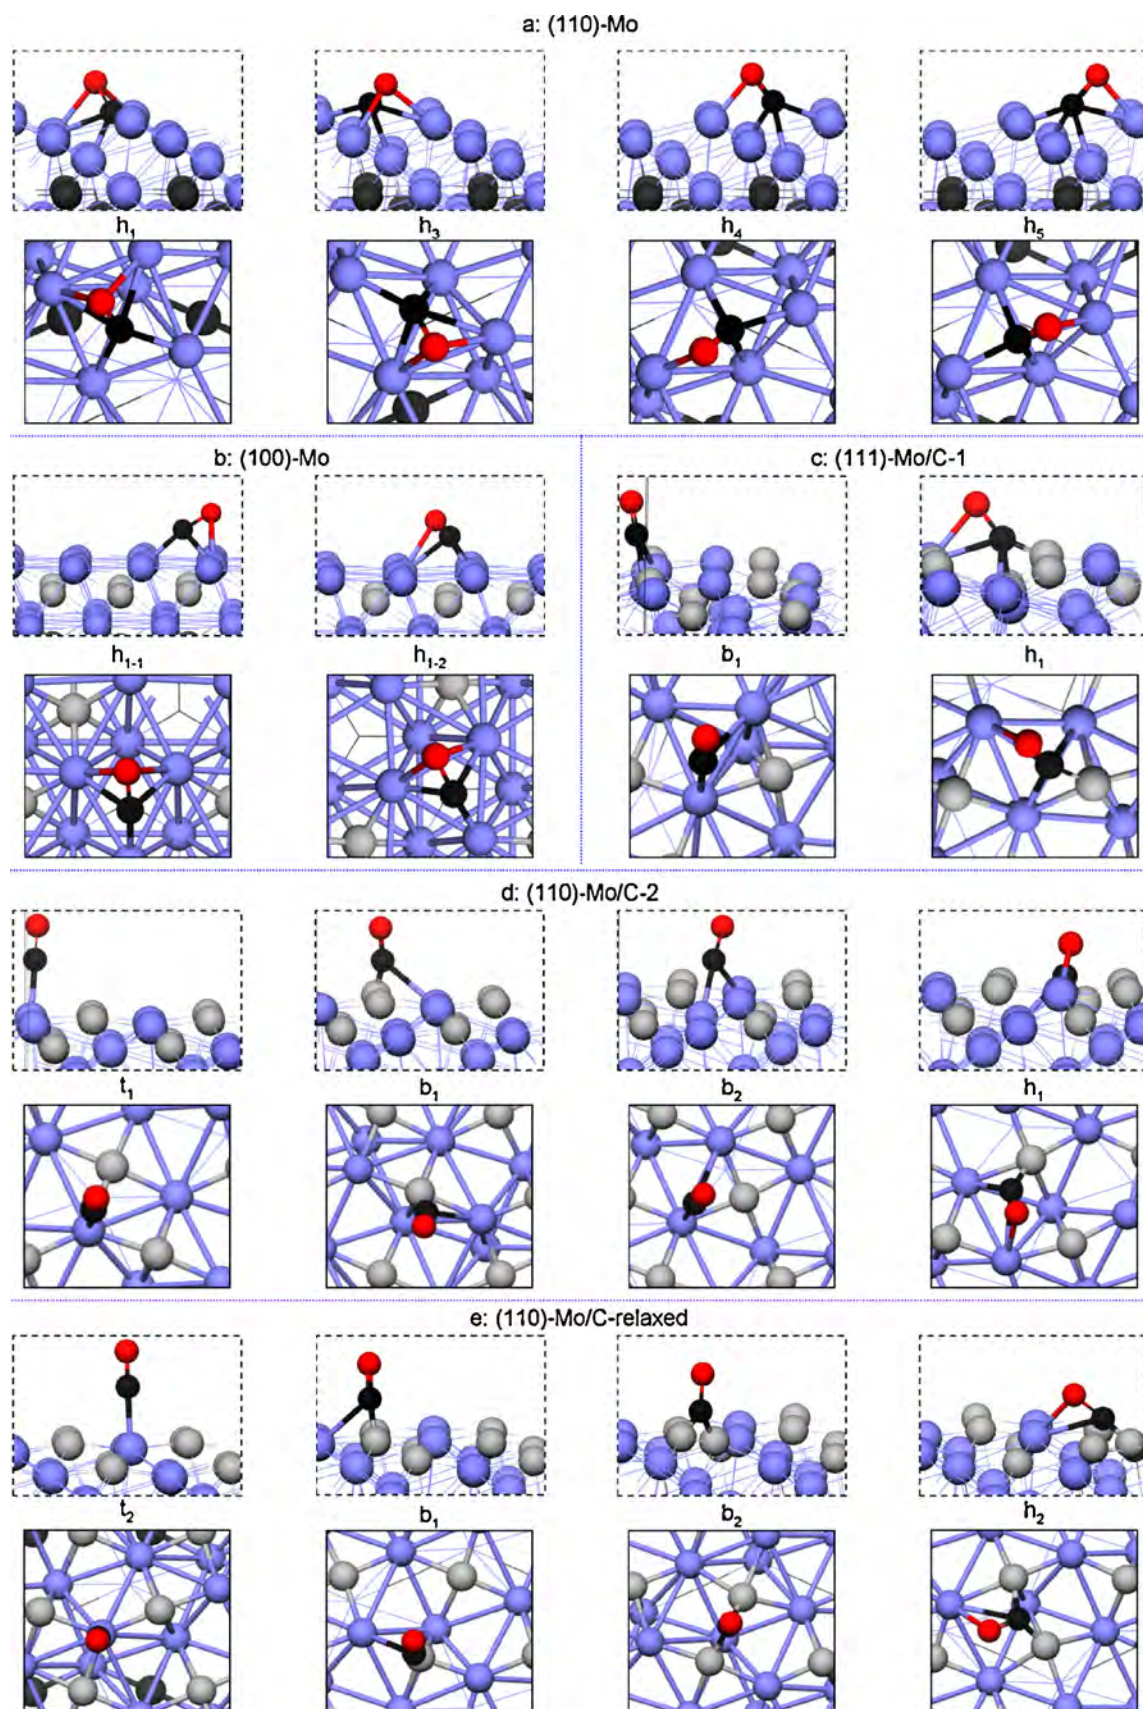 a: (110)-Mo
h₁ h₃ h₄ h₅
b: (100)-Mo
h₁₋₁ h₁₋₂
c: (111)-Mo/C-1
b₁ h₁
d: (110)-Mo/C-2
t₁ b₁ b₂ h₁
e: (110)-Mo/C-relaxed
t₂ b₁ b₂ h₂